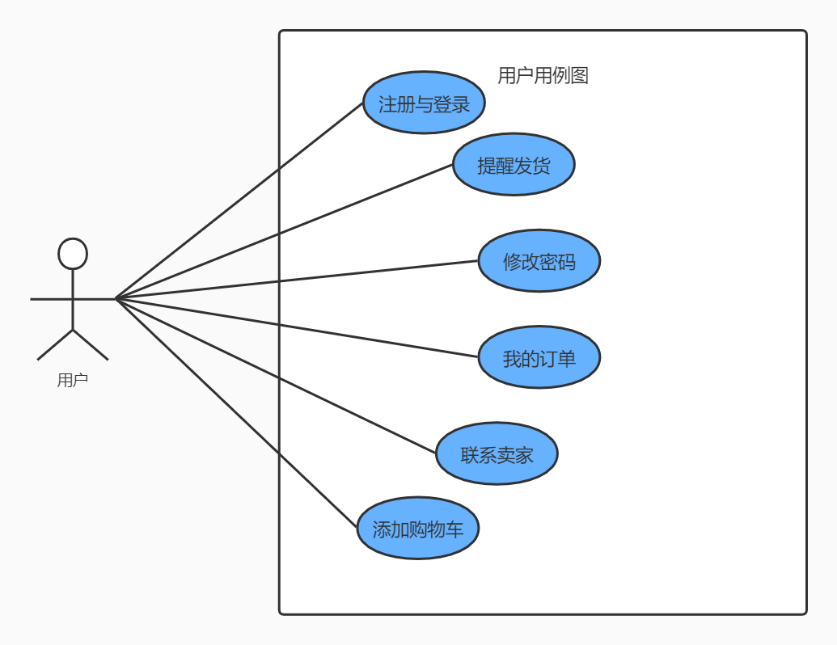 用户用例图
注册与登录
提醒发货
修改密码
我的订单
用户
联系卖家
添加购物车